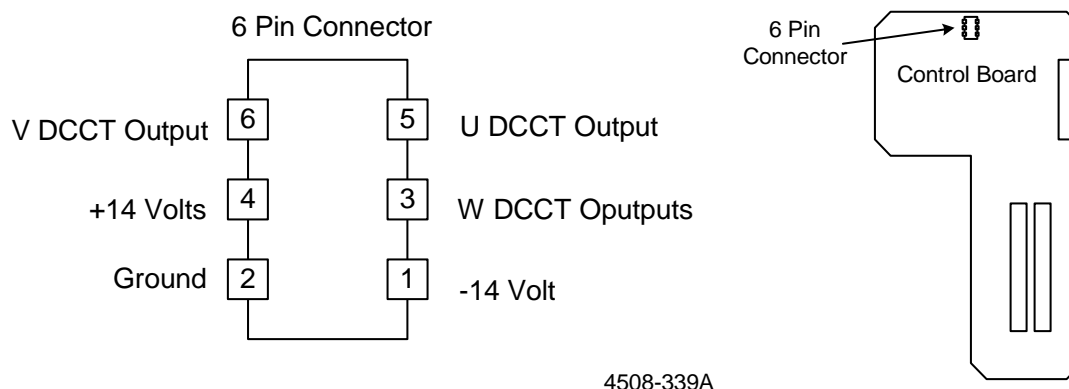 6 Pin Connector
V DCCT Output 6 5 U DCCT Output
+14 Volts 4 3 W DCCT Oputputs
Ground 2 1 -14 Volt
6 Pin
Connector
Control Board
4508-339A